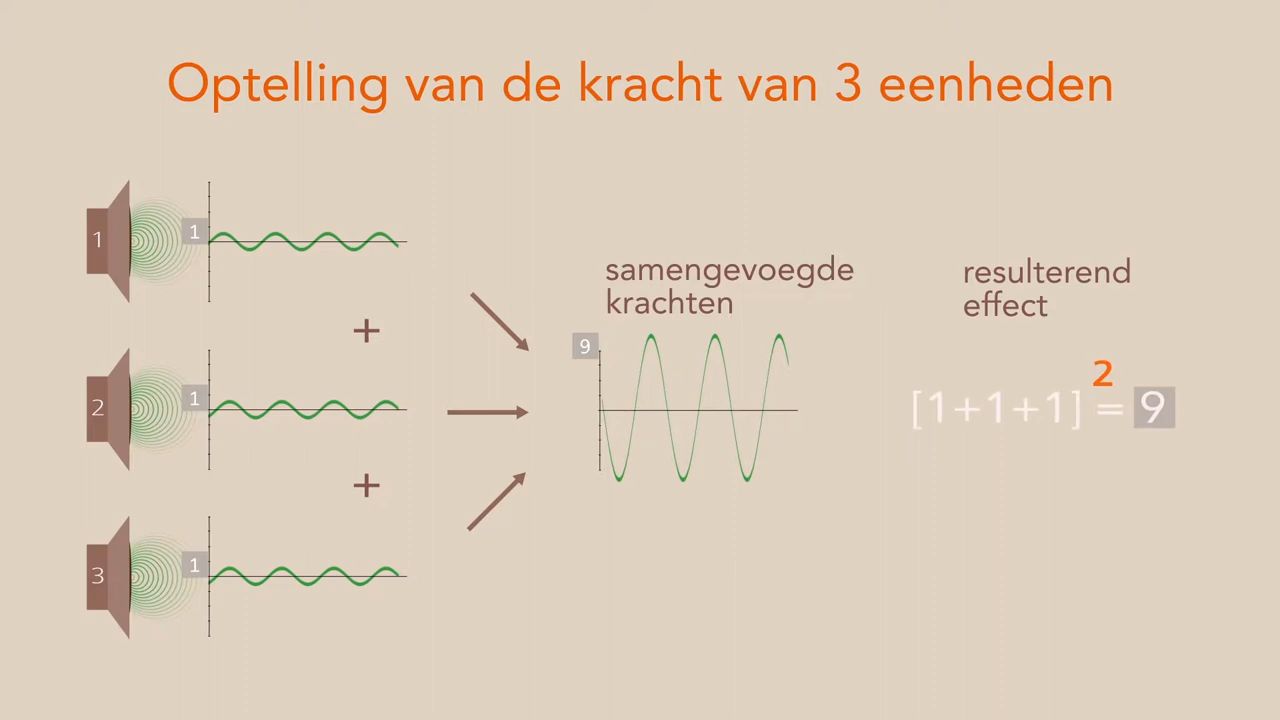 Optelling van de kracht van 3 eenheden
1
1
+
2
1
+
3
1
samengevoegde
krachten
9
resulterend
effect
[1+1+1]² = 9